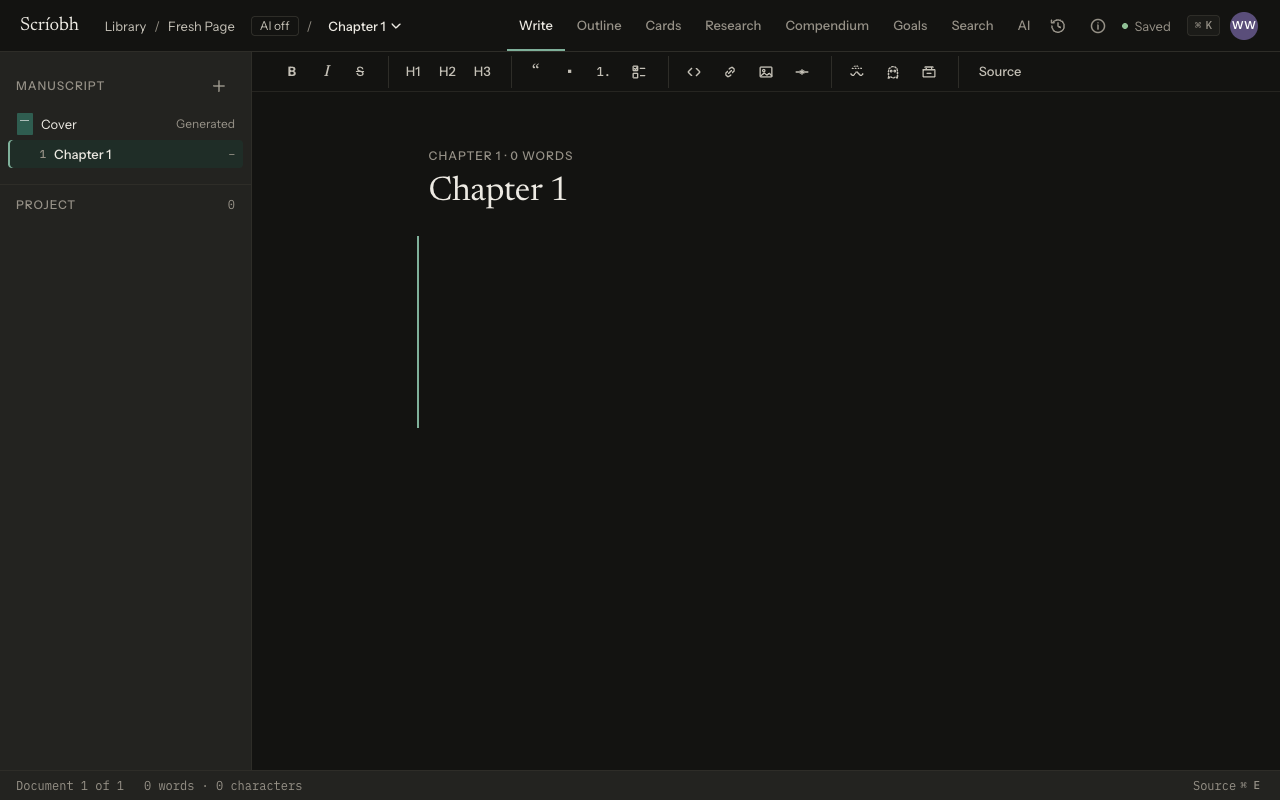 Scríobh Library / Fresh Page AI off / Chapter 1 Write Outline Cards Research Compendium Goals Search AI Saved ⌘ K WW
B I S H1 H2 H3 “ ▪ 1. Source
MANUSCRIPT +
Cover Generated
1 Chapter 1 –
PROJECT 0
CHAPTER 1 · 0 WORDS
Chapter 1
Document 1 of 1 0 words · 0 characters Source ⌘ E